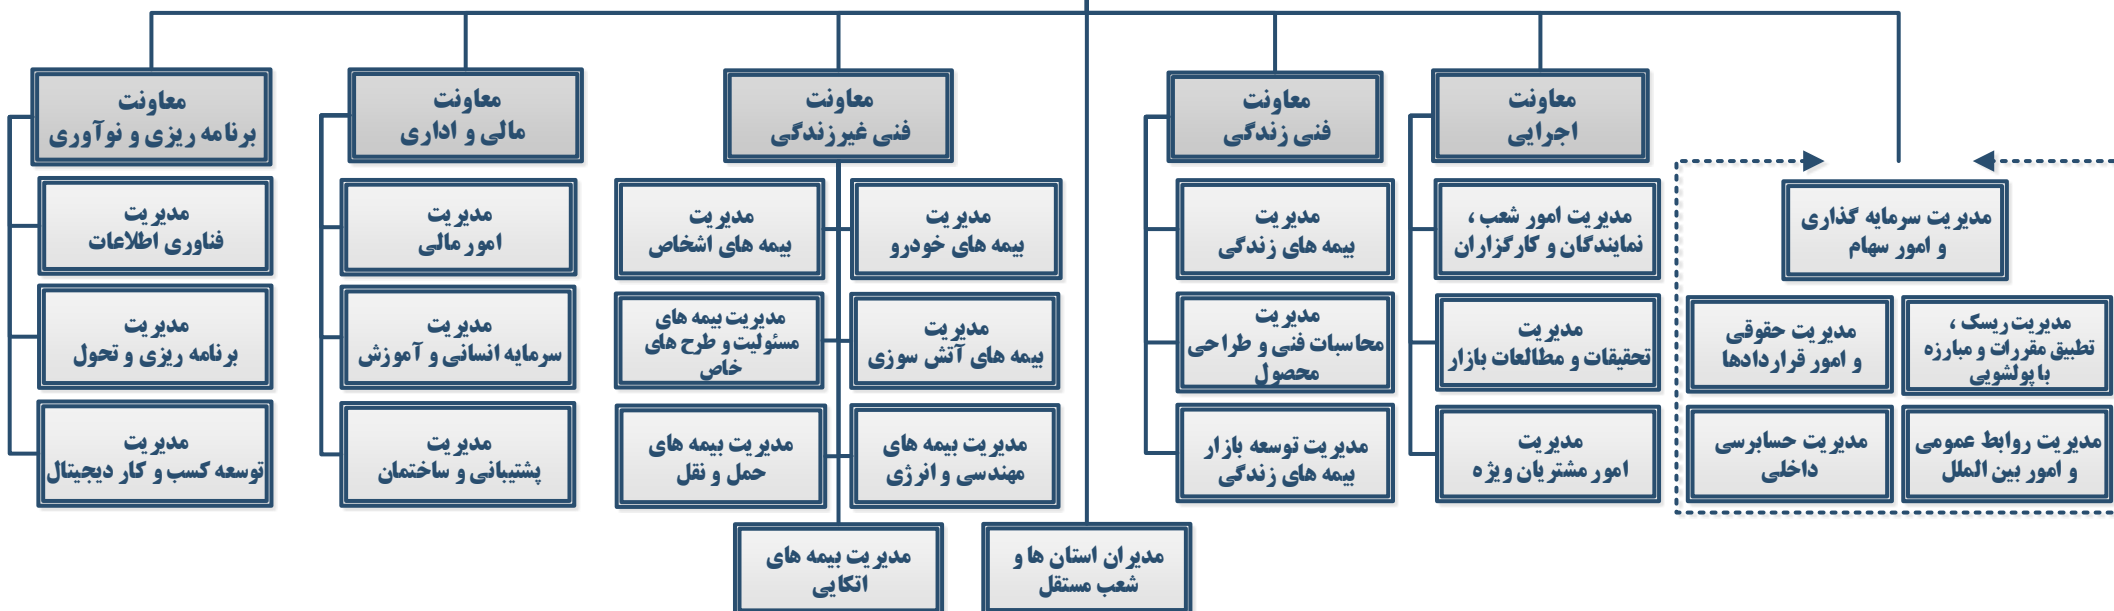 معاونت
اجرایی
مدیریت امور شعب ،
نمایندگان و کارگزاران
مدیریت
تحقیقات و مطالعات بازار
مدیریت
امور مشتریان ویژه
معاونت
فنی زندگی
مدیریت
بیمه های زندگی
مدیریت
محاسبات فنی و طراحی
محصول
مدیریت توسعه بازار
بیمه های زندگی
معاونت
فنی غیرزندگی
مدیریت
بیمه های خودرو
مدیریت
بیمه های اشخاص
مدیریت
بیمه های آتش سوزی
مدیریت بیمه های
مسئولیت و طرح های
خاص
مدیریت بیمه های
مهندسی و انرژی
مدیریت بیمه های
حمل و نقل
مدیریت بیمه های
اتکایی
معاونت
مالی و اداری
مدیریت
امور مالی
مدیریت
سرمایه انسانی و آموزش
مدیریت
پشتیبانی و ساختمان
معاونت
برنامه ریزی و نوآوری
مدیریت
فناوری اطلاعات
مدیریت
برنامه ریزی و تحول
مدیریت
توسعه کسب و کار دیجیتال
مدیریت سرمایه گذاری
و امور سهام
مدیریت ریسک ،
تطبیق مقررات و مبارزه
با پولشویی
مدیریت حقوقی
و امور قراردادها
مدیریت روابط عمومی
و امور بین الملل
مدیریت حسابرسی
داخلی
مدیران استان ها و
شعب مستقل